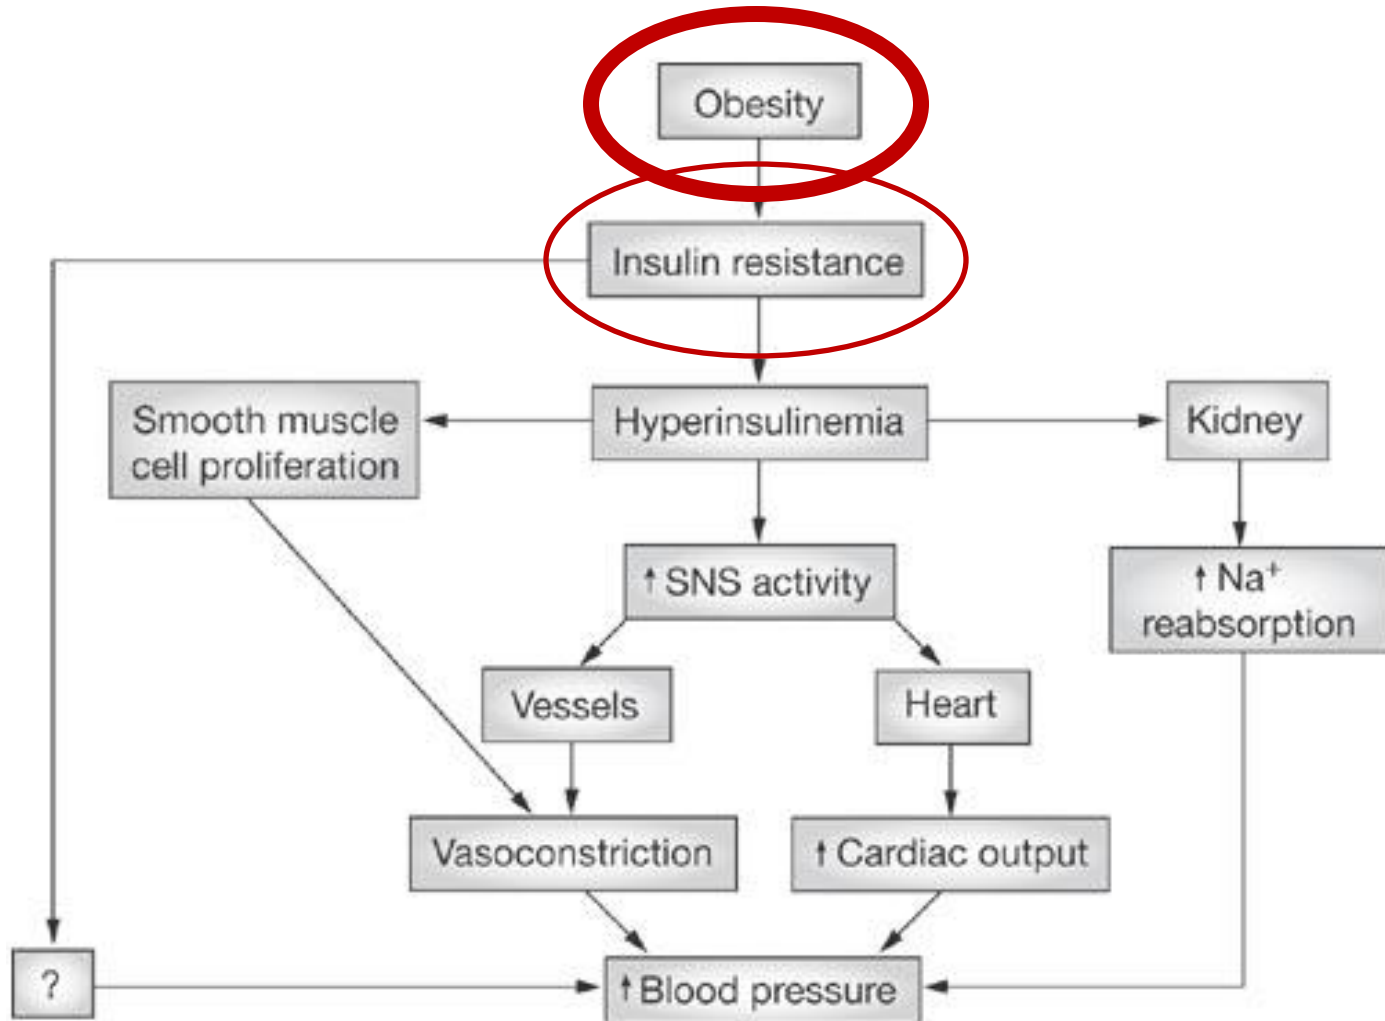 Obesity
Insulin resistance
Smooth muscle
cell proliferation
Hyperinsulinemia
Kidney
↑ SNS activity
↑ Na⁺
reabsorption
Vessels
Heart
Vasoconstriction
↑ Cardiac output
?
↑ Blood pressure